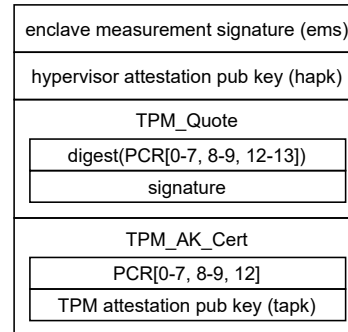 enclave measurement signature (ems)
hypervisor attestation pub key (hapk)
TPM_Quote
digest(PCR[0-7, 8-9, 12-13])
signature
TPM_AK_Cert
PCR[0-7, 8-9, 12]
TPM attestation pub key (tapk)